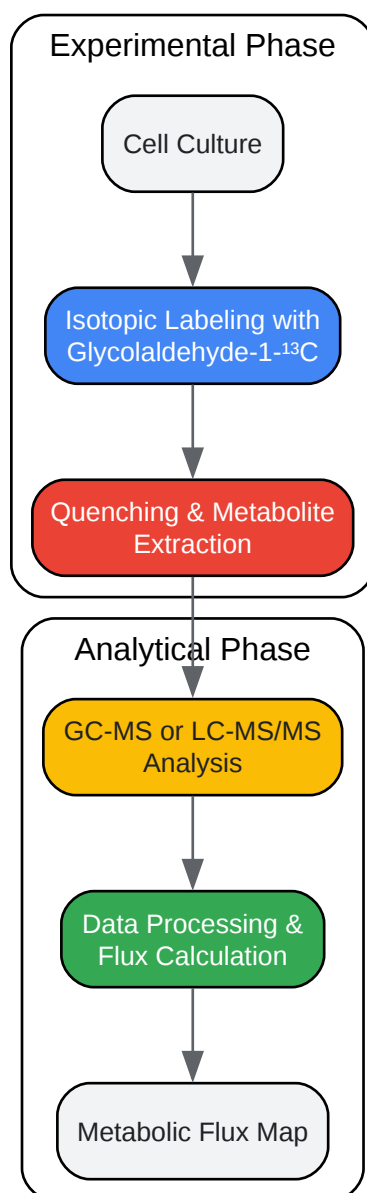 Experimental Phase
Cell Culture
Isotopic Labeling with
Glycolaldehyde-1-¹³C
Quenching & Metabolite
Extraction
Analytical Phase
GC-MS or LC-MS/MS
Analysis
Data Processing &
Flux Calculation
Metabolic Flux Map